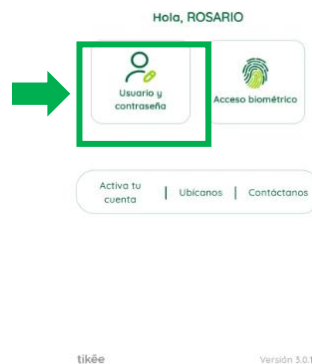 Hola, ROSARIO
Usuario y
contraseña
Acceso biométrico
Activa tu
cuenta
| Ubícanos | Contáctanos
tikêe
Versión 3.0.1